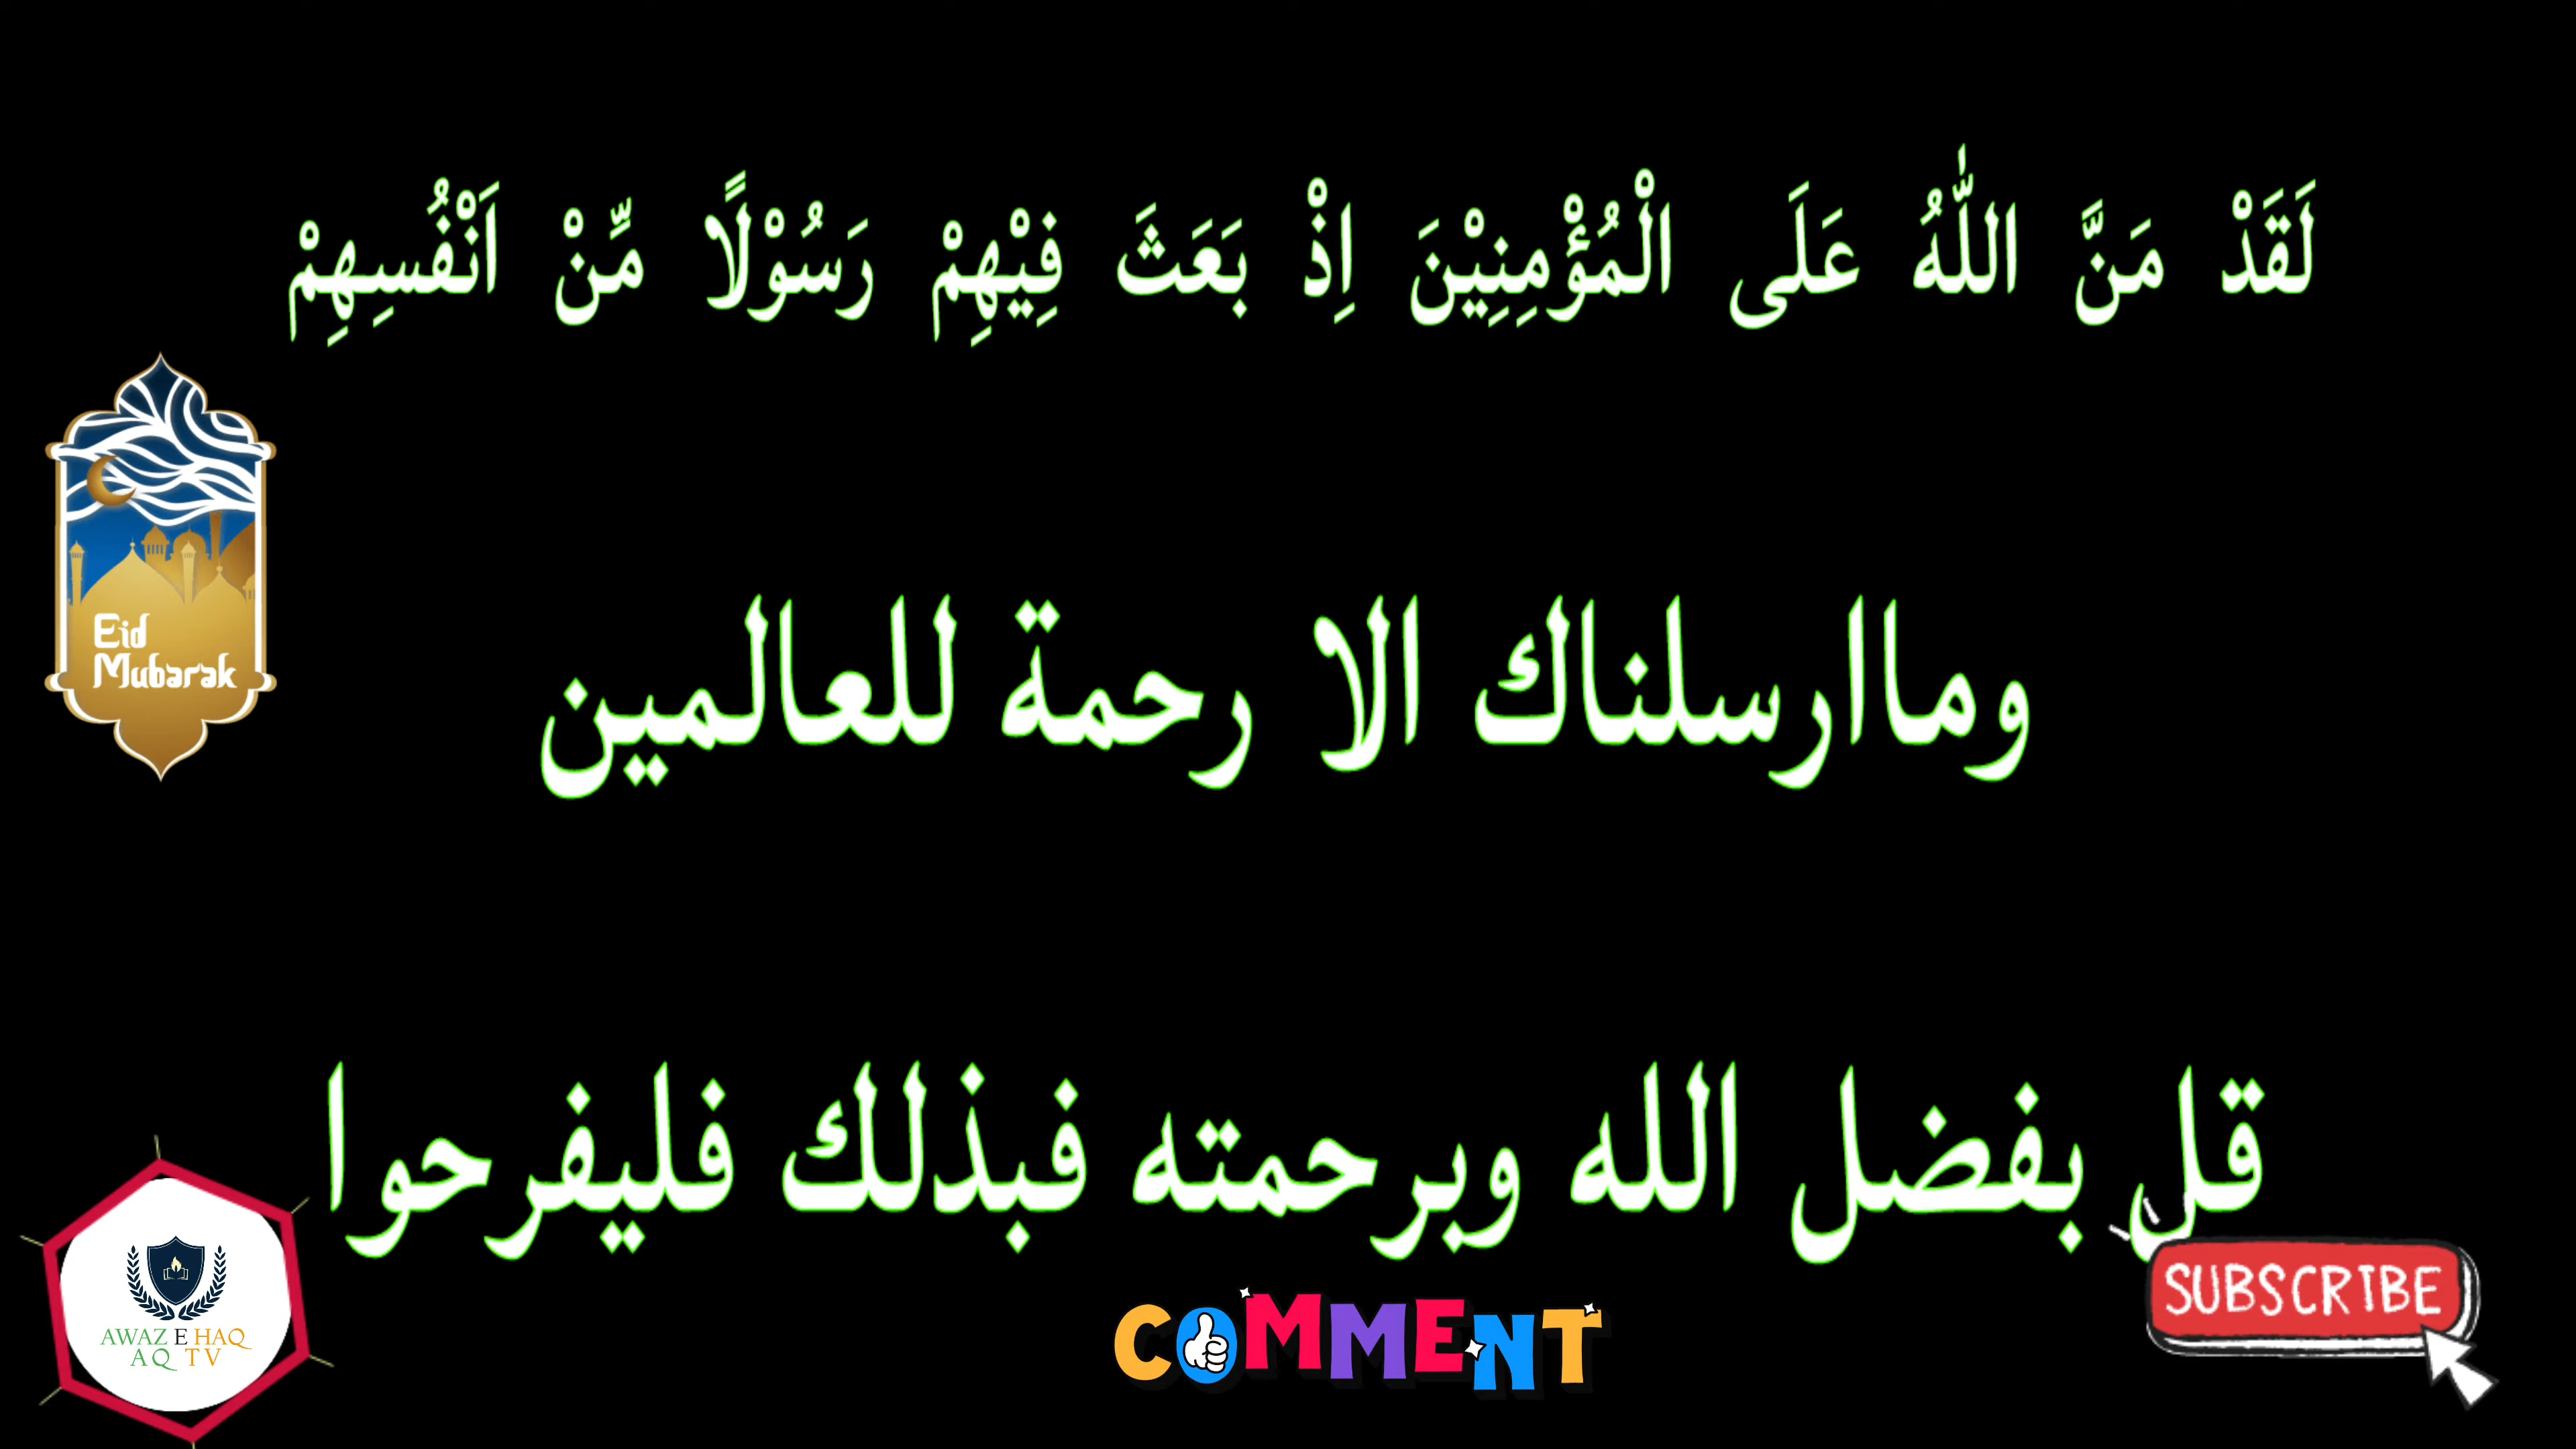 لَقَدْ مَنَّ اللّٰهُ عَلَى الْمُؤْمِنِيْنَ اِذْ بَعَثَ فِيْهِمْ رَسُوْلًا مِّنْ اَنْفُسِهِمْ
Eid
Mubarak
وماارسلناك الا رحمة للعالمين
قل بفضل الله وبرحمته فبذلك فليفرحوا
AWAZ E HAQ
AQ TV
COMMENT
SUBSCRIBE